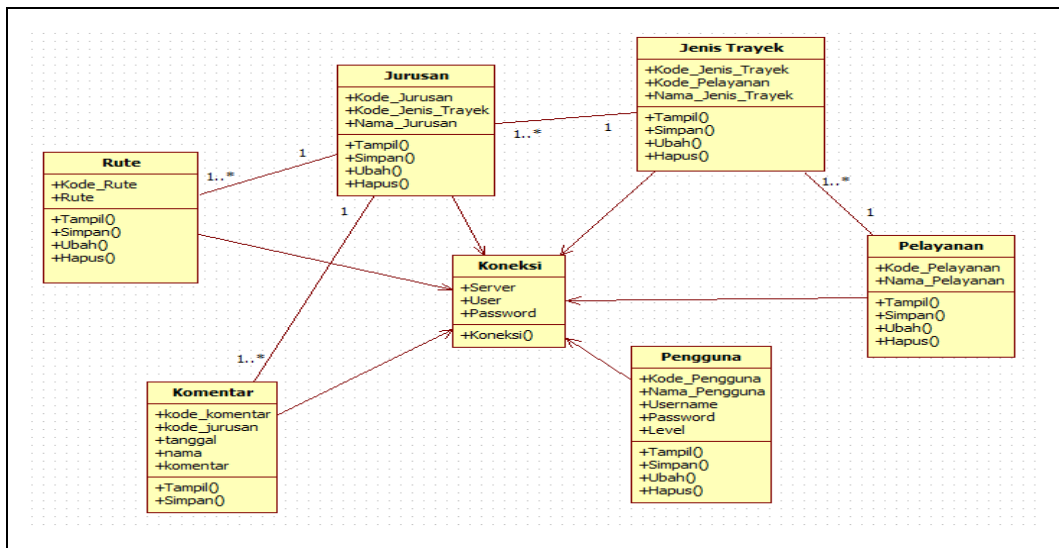 Jenis Trayek
+Kode_Jenis_Trayek
+Kode_Pelayanan
+Nama_Jenis_Trayek
+Tampil()
+Simpan()
+Ubah()
+Hapus()
Jurusan
+Kode_Jurusan
+Kode_Jenis_Trayek
+Nama_Jurusan
+Tampil()
+Simpan()
+Ubah()
+Hapus()
1..*
1
Rute
+Kode_Rute
+Rute
+Tampil()
+Simpan()
+Ubah()
+Hapus()
1..*
1
1..*
1
Pelayanan
+Kode_Pelayanan
+Nama_Pelayanan
+Tampil()
+Simpan()
+Ubah()
+Hapus()
Koneksi
+Server
+User
+Password
+Koneksi()
1
1..*
Komentar
+kode_komentar
+kode_jurusan
+tanggal
+nama
+komentar
+Tampil()
+Simpan()
Pengguna
+Kode_Pengguna
+Nama_Pengguna
+Username
+Password
+Level
+Tampil()
+Simpan()
+Ubah()
+Hapus()